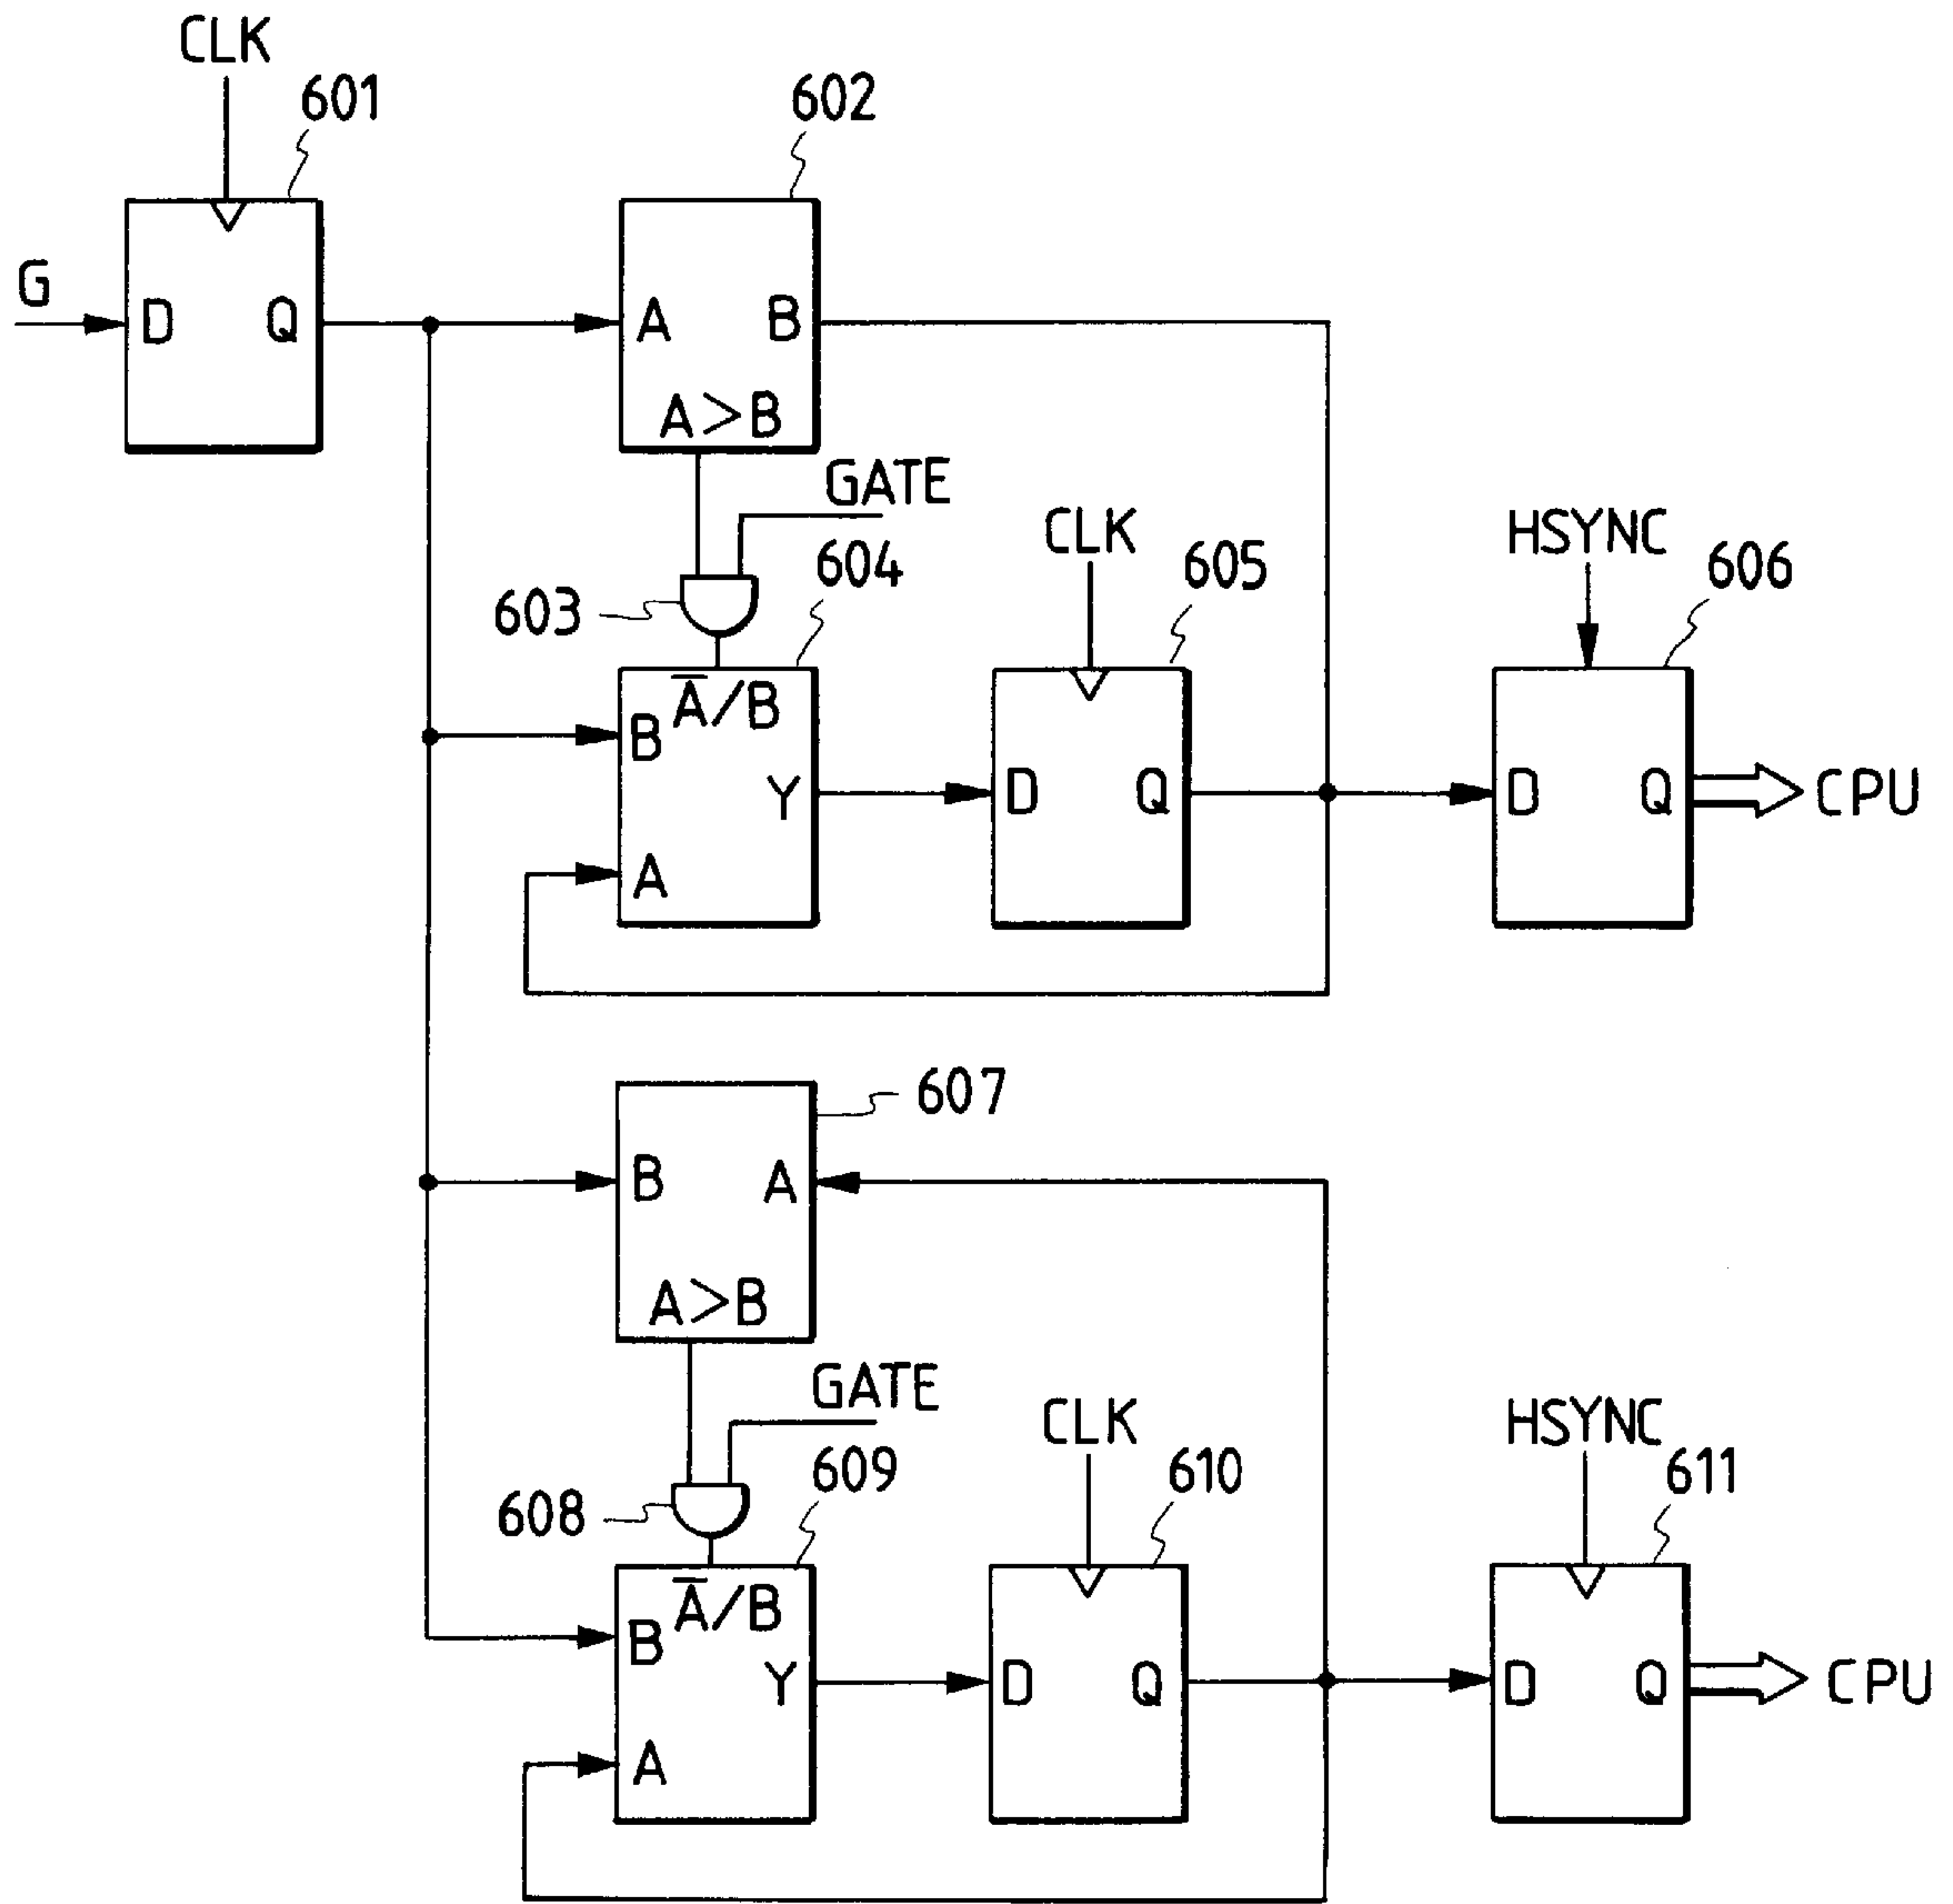 CLK
601
602
G
D Q
A B
A>B
GATE
CLK
HSYNC
603
604
605
606
A̅/B
B
Y
A
D Q
D Q
CPU
607
B A
A>B
GATE
CLK
HSYNC
608
609
610
611
A̅/B
B
Y
A
D Q
D Q
CPU